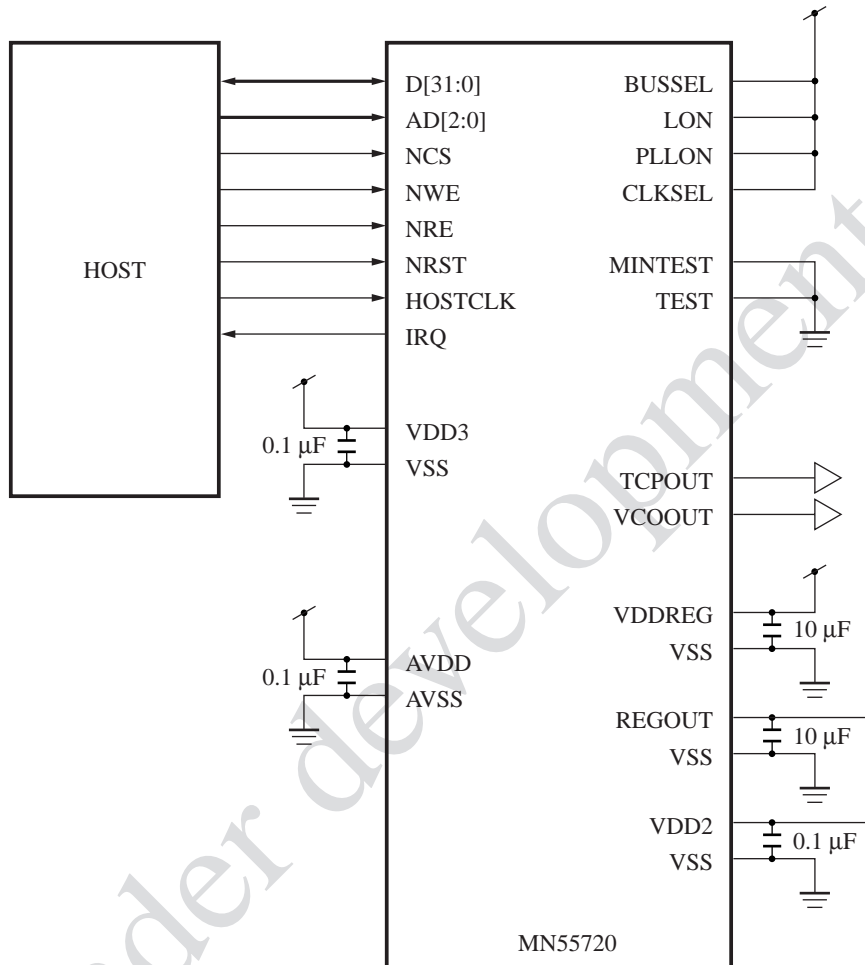 HOST
D[31:0]
AD[2:0]
NCS
NWE
NRE
NRST
HOSTCLK
IRQ
0.1 µF
VDD3
VSS
0.1 µF
AVDD
AVSS
BUSSEL
LON
PLLON
CLKSEL
MINTEST
TEST
TCPOUT
VCOOUT
VDDREG
10 µF
VSS
REGOUT
10 µF
VSS
VDD2
0.1 µF
VSS
MN55720
der development